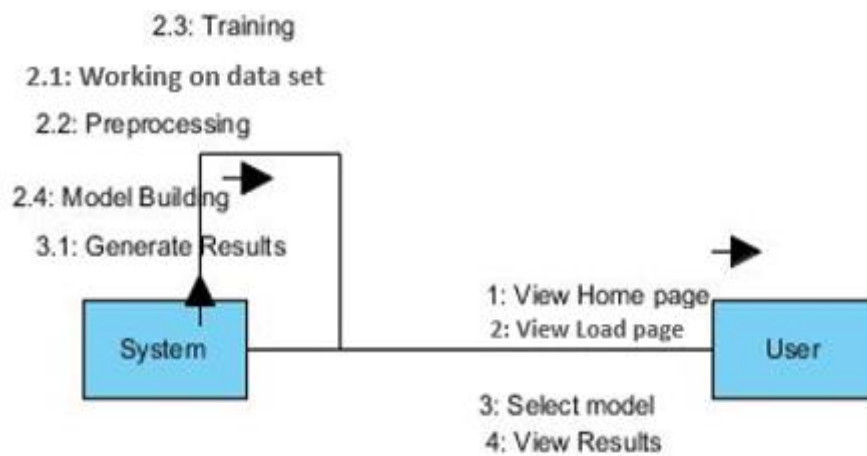 2.3: Training
2.1: Working on data set
2.2: Preprocessing
2.4: Model Building
3.1: Generate Results
1: View Home page
2: View Load page
System
User
3: Select model
4: View Results